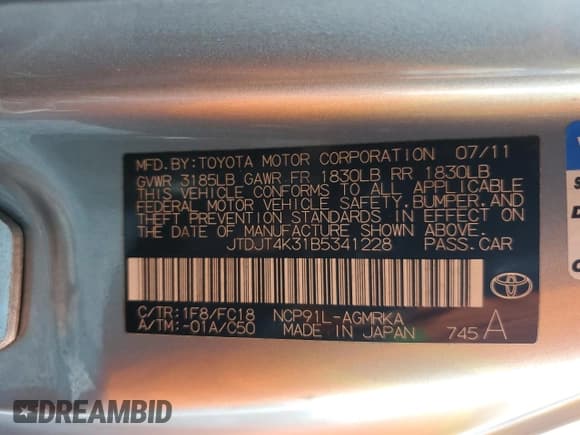 MFD.BY:TOYOTA MOTOR CORPORATION 07/11
GVWR 3185LB GAWR FR 1830LB RR 1830LB
THIS VEHICLE CONFORMS TO ALL APPLICABLE
FEDERAL MOTOR VEHICLE SAFETY, BUMPER, AND
THEFT PREVENTION STANDARDS IN EFFECT ON
THE DATE OF MANUFACTURE SHOWN ABOVE.
JTDJT4K31B5341228 PASS.CAR
C/TR:1F8/FC18 NCP91L-AGMRKA
A/TM:-01A/C50 MADE IN JAPAN 745 A
DREAMBID